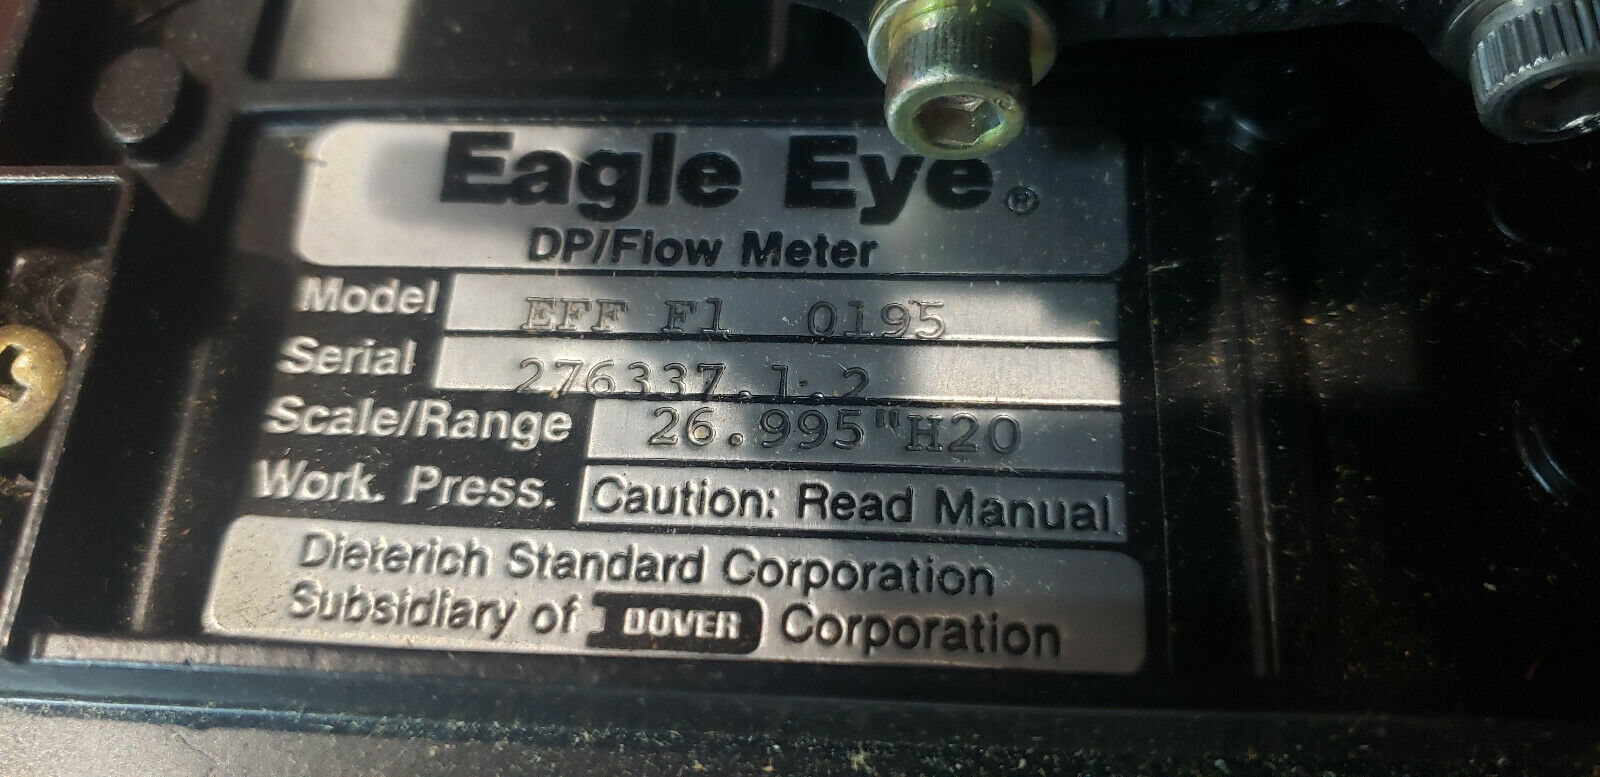 Eagle Eye®
DP/Flow Meter
Model EFF F1 0195
Serial 276337.1.2
Scale/Range 26.995"H20
Work. Press. Caution: Read Manual
Dieterich Standard Corporation
Subsidiary of DOVER Corporation